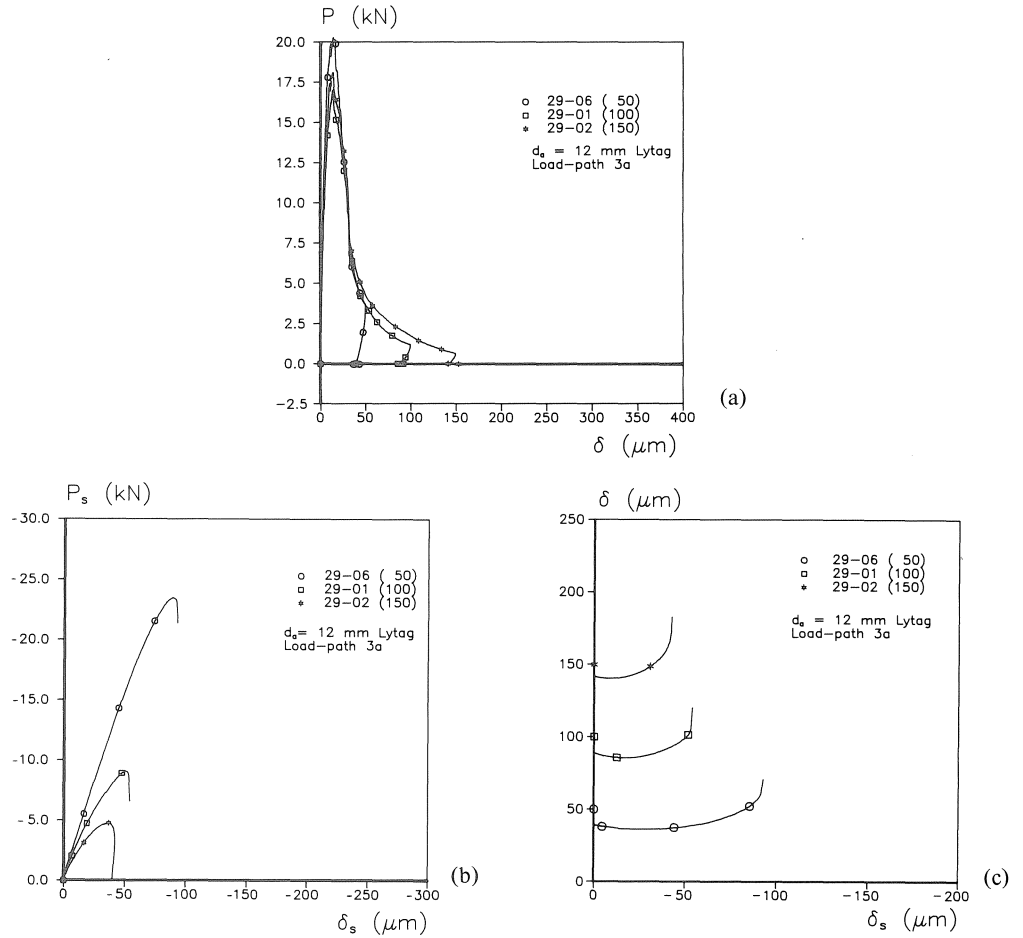 P (kN)
20.0
17.5
15.0
12.5
10.0
7.5
5.0
2.5
0.0
-2.5
0 50 100 150 200 250 300 350 400
δ (μm)
29-06 ( 50)
29-01 (100)
29-02 (150)
dₐ = 12 mm Lytag
Load-path 3a
(a)
Pₛ (kN)
-30.0
-25.0
-20.0
-15.0
-10.0
-5.0
0.0
0 -50 -100 -150 -200 -250 -300
δₛ (μm)
29-06 ( 50)
29-01 (100)
29-02 (150)
dₐ= 12 mm Lytag
Load-path 3a
(b)
δ (μm)
250
200
150
100
50
0
0 -50 -100 -150 -200
δₛ (μm)
29-06 ( 50)
29-01 (100)
29-02 (150)
dₐ = 12 mm Lytag
Load-path 3a
(c)